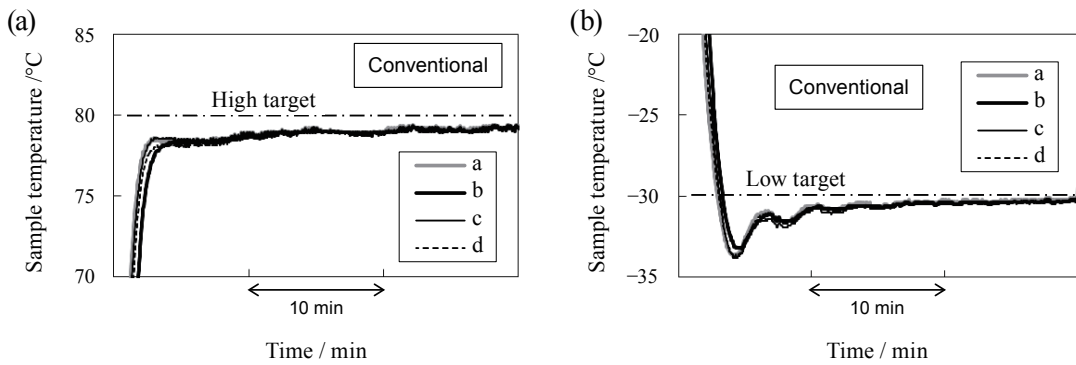 (a)
Sample temperature /°C
85
80
75
70
Conventional
High target
a
b
c
d
10 min
Time / min
(b)
Sample temperature /°C
−20
−25
−30
−35
Conventional
a
b
c
d
Low target
10 min
Time / min